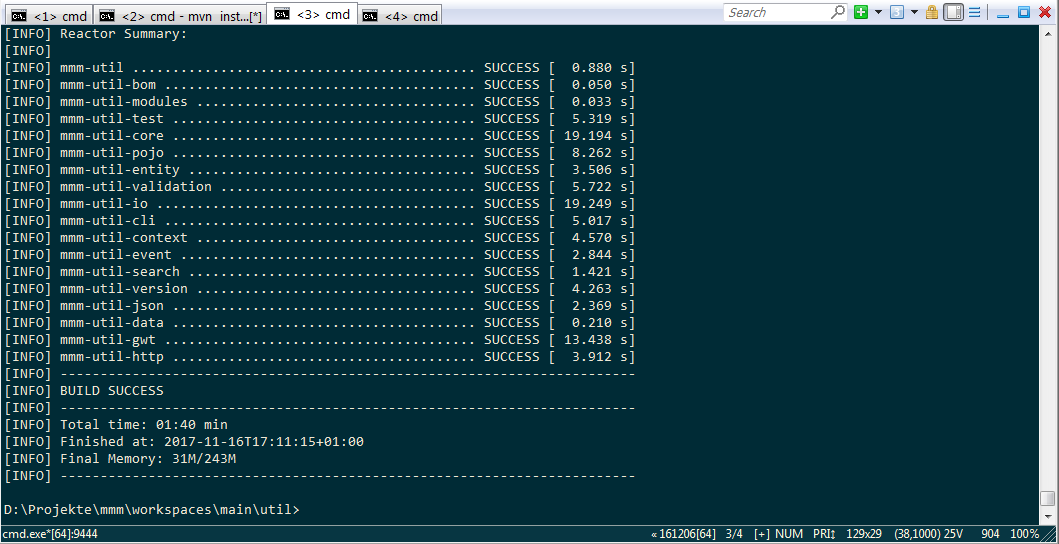 <1> cmd <2> cmd - mvn inst...[*] <3> cmd <4> cmd Search
[INFO] Reactor Summary:
[INFO]
[INFO] mmm-util ........................................... SUCCESS [  0.880 s]
[INFO] mmm-util-bom ....................................... SUCCESS [  0.050 s]
[INFO] mmm-util-modules ................................... SUCCESS [  0.033 s]
[INFO] mmm-util-test ...................................... SUCCESS [  5.319 s]
[INFO] mmm-util-core ...................................... SUCCESS [ 19.194 s]
[INFO] mmm-util-pojo ...................................... SUCCESS [  8.262 s]
[INFO] mmm-util-entity .................................... SUCCESS [  3.506 s]
[INFO] mmm-util-validation ................................ SUCCESS [  5.722 s]
[INFO] mmm-util-io ........................................ SUCCESS [ 19.249 s]
[INFO] mmm-util-cli ....................................... SUCCESS [  5.017 s]
[INFO] mmm-util-context ................................... SUCCESS [  4.570 s]
[INFO] mmm-util-event ..................................... SUCCESS [  2.844 s]
[INFO] mmm-util-search .................................... SUCCESS [  1.421 s]
[INFO] mmm-util-version ................................... SUCCESS [  4.263 s]
[INFO] mmm-util-json ...................................... SUCCESS [  2.369 s]
[INFO] mmm-util-data ...................................... SUCCESS [  0.210 s]
[INFO] mmm-util-gwt ....................................... SUCCESS [ 13.438 s]
[INFO] mmm-util-http ...................................... SUCCESS [  3.912 s]
[INFO] ------------------------------------------------------------------------
[INFO] BUILD SUCCESS
[INFO] ------------------------------------------------------------------------
[INFO] Total time: 01:40 min
[INFO] Finished at: 2017-11-16T17:11:15+01:00
[INFO] Final Memory: 31M/243M
[INFO] ------------------------------------------------------------------------
D:\Projekte\mmm\workspaces\main\util>
cmd.exe*[64]:9444 «161206[64] 3/4 [+] NUM PRI↕ 129x29 (38,1000) 25V 904 100%